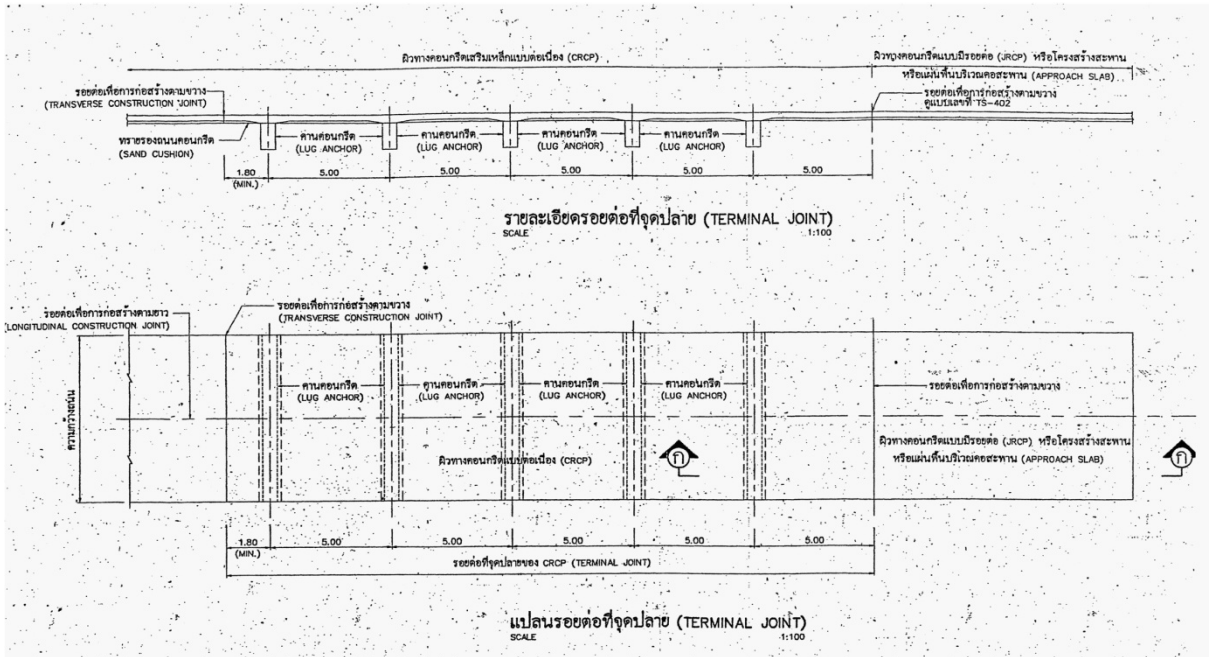 ผิวทางคอนกรีตเสริมเหล็กแบบต่อเนื่อง (CRCP)
ผิวทางคอนกรีตแบบมีรอยต่อ (JRCP) หรือโครงสร้างสะพาน
หรือแผ่นพื้นบริเวณคอสะพาน (APPROACH SLAB)
รอยต่อเพื่อการก่อสร้างตามขวาง
(TRANSVERSE CONSTRUCTION JOINT)
รอยต่อเพื่อการก่อสร้างตามขวาง
ดูแบบเลขที่ TS-402
ทรายรองถนนคอนกรีต
(SAND CUSHION)
คานคอนกรีต
(LUG ANCHOR)
คานคอนกรีต
(LUG ANCHOR)
คานคอนกรีต
(LUG ANCHOR)
คานคอนกรีต
(LUG ANCHOR)
1.80
(MIN.)
5.00
5.00
5.00
5.00
5.00
รายละเอียดรอยต่อที่จุดปลาย (TERMINAL JOINT)
SCALE 1:100
รอยต่อเพื่อการก่อสร้างตามยาว
(LONGITUDINAL CONSTRUCTION JOINT)
รอยต่อเพื่อการก่อสร้างตามขวาง
(TRANSVERSE CONSTRUCTION JOINT)
ความกว้างถนน
คานคอนกรีต
(LUG ANCHOR)
คานคอนกรีต
(LUG ANCHOR)
คานคอนกรีต
(LUG ANCHOR)
คานคอนกรีต
(LUG ANCHOR)
รอยต่อเพื่อการก่อสร้างตามขวาง
ผิวทางคอนกรีตแบบต่อเนื่อง (CRCP)
ก
ผิวทางคอนกรีตแบบมีรอยต่อ (JRCP) หรือโครงสร้างสะพาน
หรือแผ่นพื้นบริเวณคอสะพาน (APPROACH SLAB)
ก
1.80
(MIN.)
5.00
5.00
5.00
5.00
5.00
รอยต่อที่จุดปลายของ CRCP (TERMINAL JOINT)
แปลนรอยต่อที่จุดปลาย (TERMINAL JOINT)
SCALE 1:100